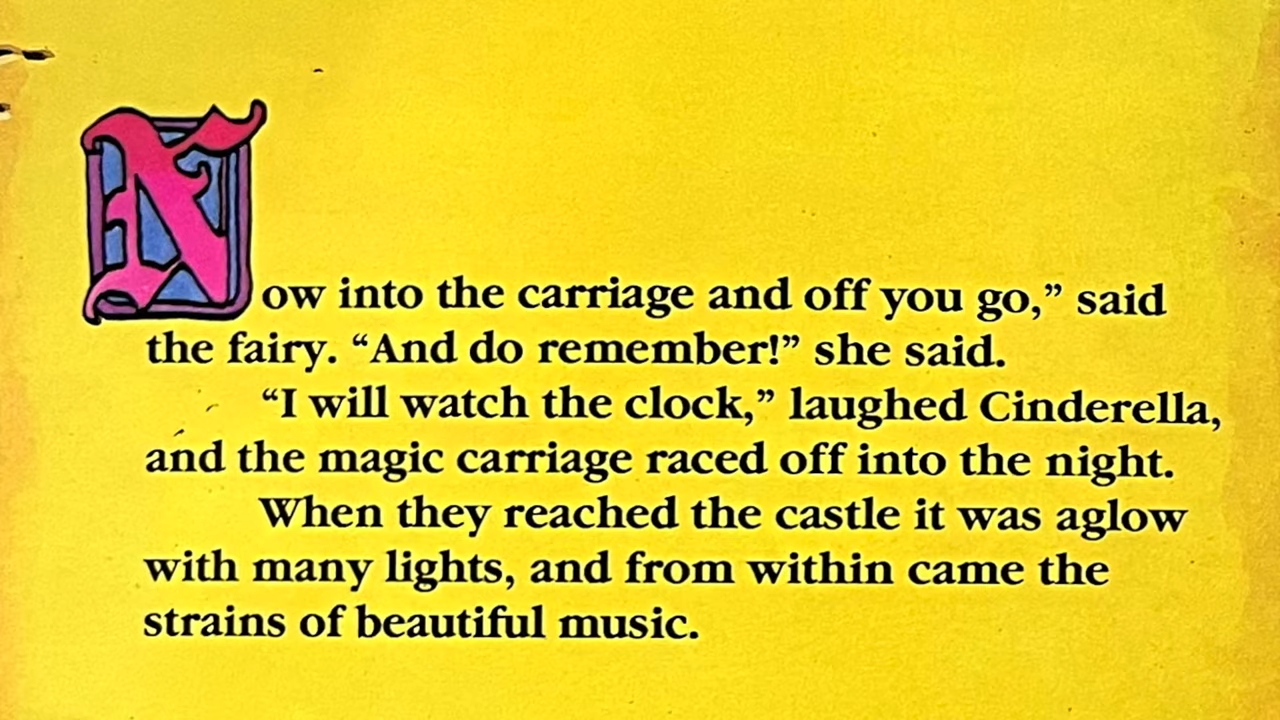 Now into the carriage and off you go,” said
the fairy. “And do remember!” she said.
“I will watch the clock,” laughed Cinderella,
and the magic carriage raced off into the night.
When they reached the castle it was aglow
with many lights, and from within came the
strains of beautiful music.